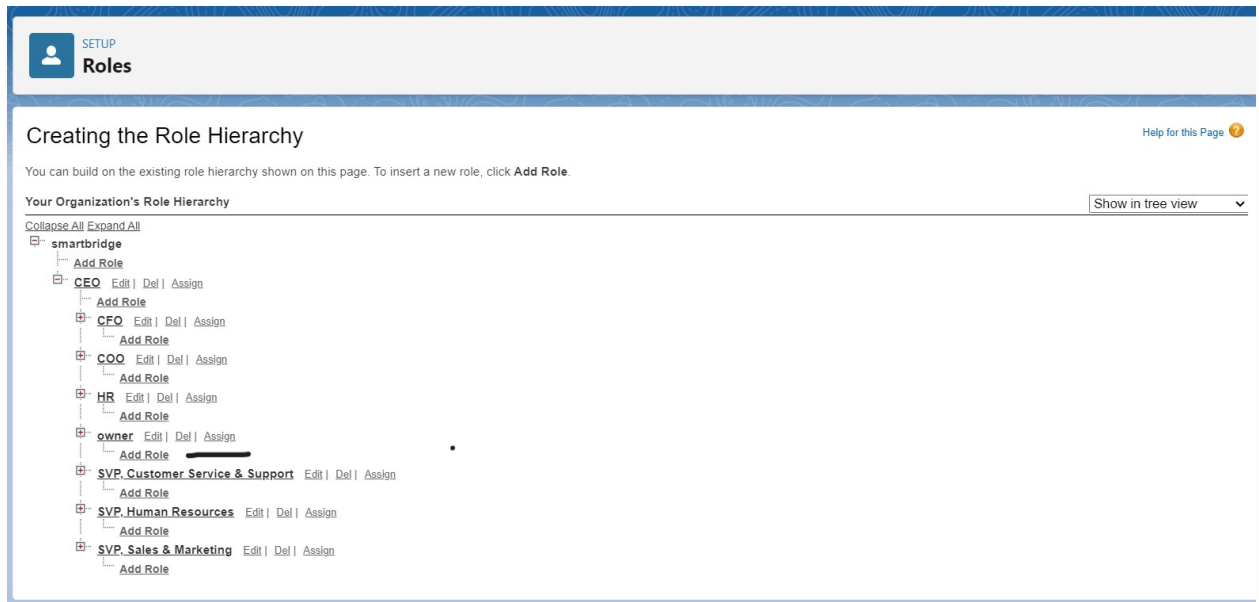 SETUP
Roles
Creating the Role Hierarchy
Help for this Page ?
You can build on the existing role hierarchy shown on this page. To insert a new role, click Add Role.
Your Organization's Role Hierarchy
Show in tree view
Collapse All Expand All
smartbridge
Add Role
CEO Edit | Del | Assign
Add Role
CFO Edit | Del | Assign
Add Role
COO Edit | Del | Assign
Add Role
HR Edit | Del | Assign
Add Role
owner Edit | Del | Assign
Add Role
SVP, Customer Service & Support Edit | Del | Assign
Add Role
SVP, Human Resources Edit | Del | Assign
Add Role
SVP, Sales & Marketing Edit | Del | Assign
Add Role